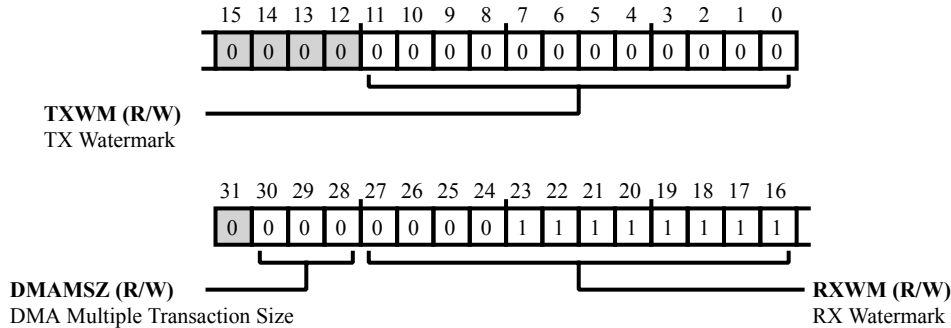 15 14 13 12 11 10 9 8 7 6 5 4 3 2 1 0
0 0 0 0 0 0 0 0 0 0 0 0 0 0 0 0
TXWM (R/W)
TX Watermark
31 30 29 28 27 26 25 24 23 22 21 20 19 18 17 16
0 0 0 0 0 0 0 0 1 1 1 1 1 1 1 1
DMAMSZ (R/W)
DMA Multiple Transaction Size
RXWM (R/W)
RX Watermark